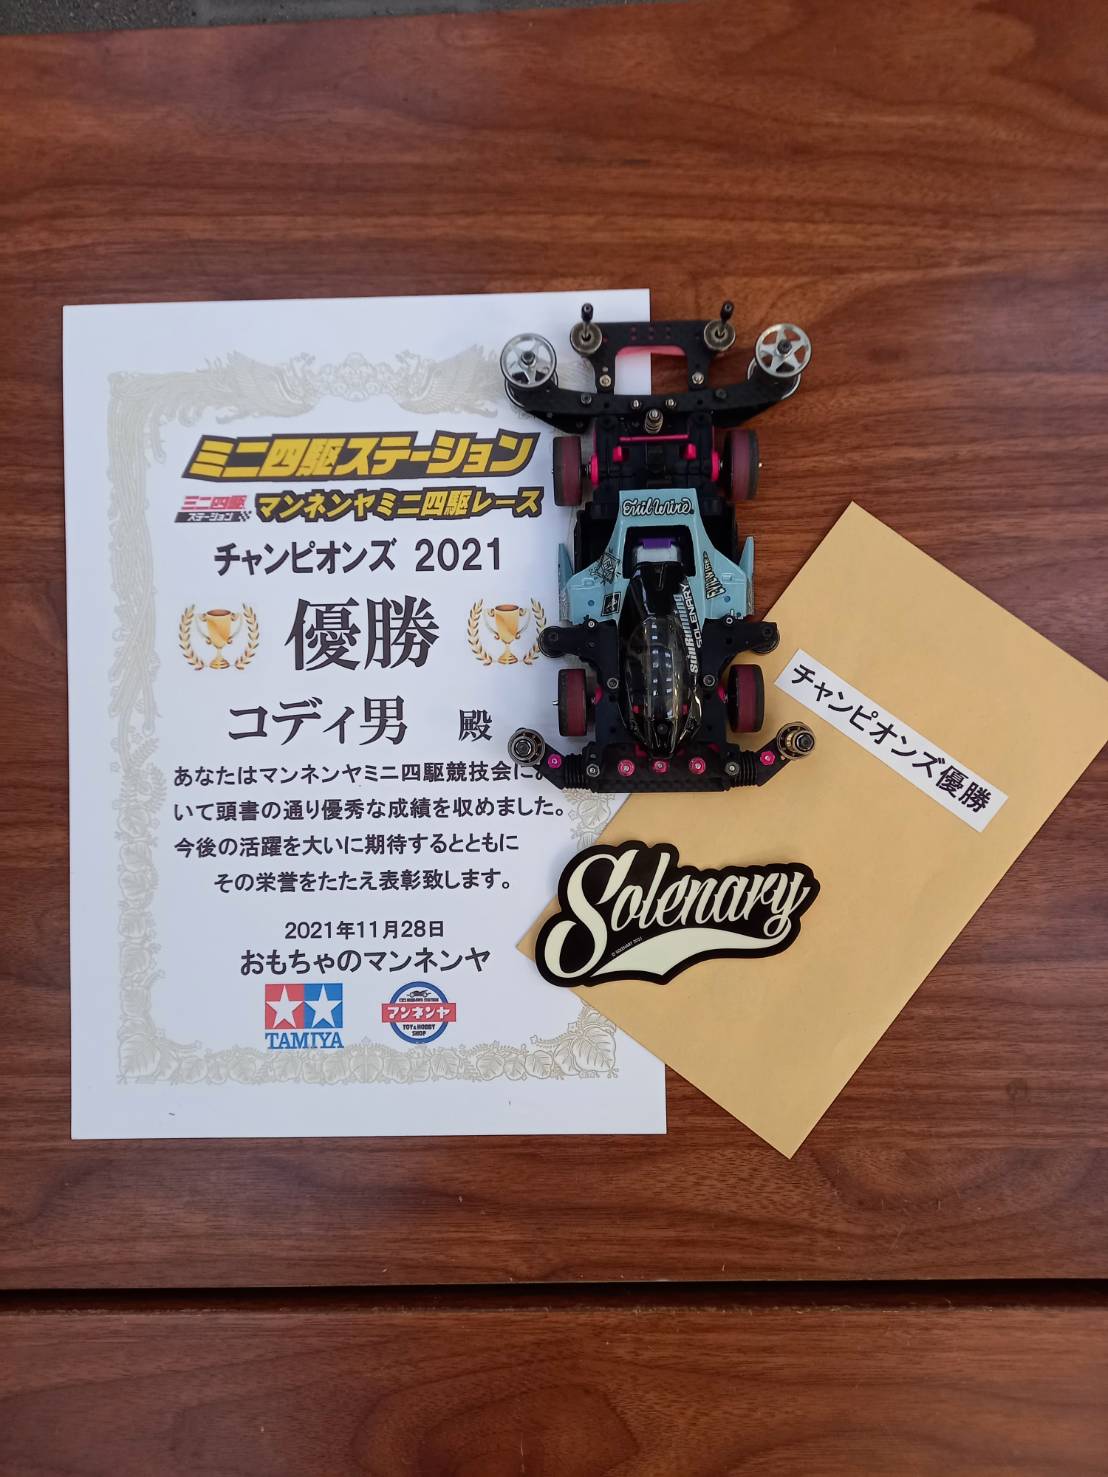 ミニ四駆ステーション
ミニ四駆
ステーション
マンネンヤミニ四駆レース
チャンピオンズ 2021
優勝
コディ男 殿
あなたはマンネンヤミニ四駆競技会にお
いて頭書の通り優秀な成績を収めました。
今後の活躍を大いに期待するとともに
その栄誉をたたえ表彰致します。
2021年11月28日
おもちゃのマンネンヤ
TAMIYA
マンネンヤ
TOY & HOBBY
SHOP
Evil Wire
SOLENARY
チャンピオンズ優勝
Solenary